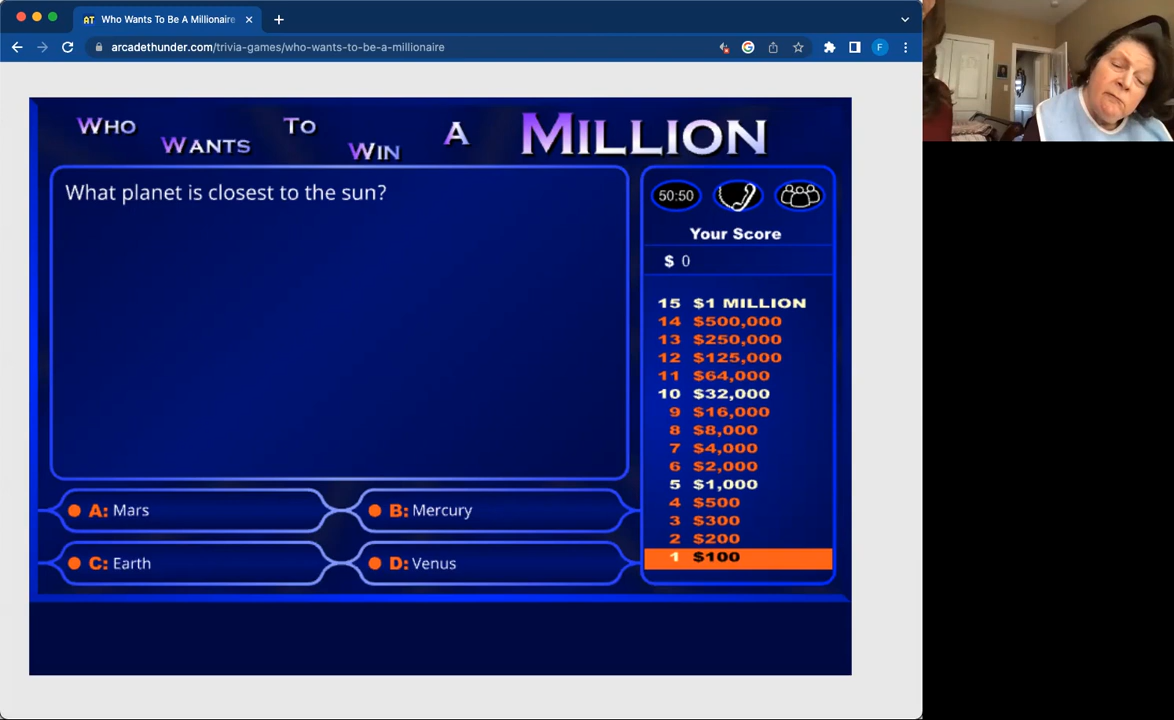 Who Wants To Be A Millionaire
arcadethunder.com/trivia-games/who-wants-to-be-a-millionaire
F
WHO WANTS TO WIN A MILLION
What planet is closest to the sun?
50:50
Your Score
$ 0
15 $1 MILLION
14 $500,000
13 $250,000
12 $125,000
11 $64,000
10 $32,000
9 $16,000
8 $8,000
7 $4,000
6 $2,000
5 $1,000
4 $500
3 $300
2 $200
1 $100
A: Mars
B: Mercury
C: Earth
D: Venus